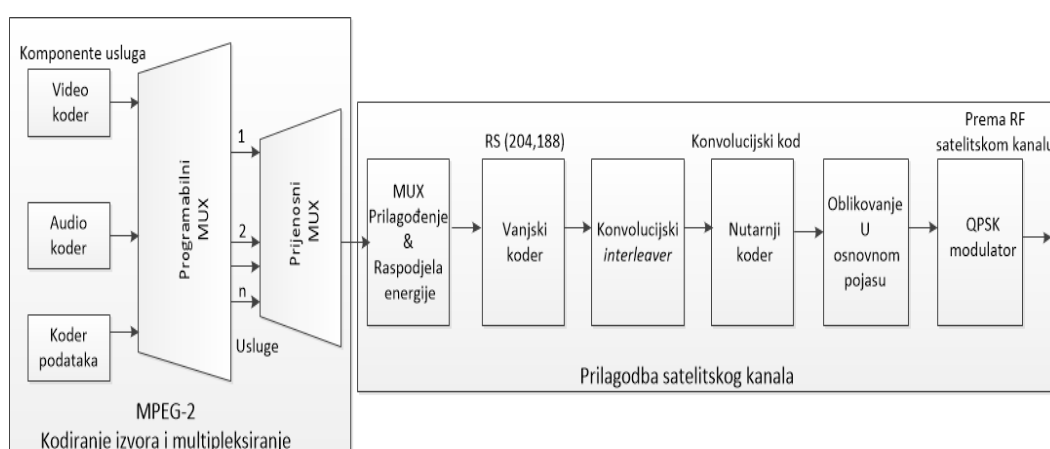 Komponente usluga
Video
koder
Audio
koder
Koder
podataka
Programabilni
MUX
1
2
n
Usluge
Prijenosni
MUX
MPEG-2
Kodiranje izvora i multipleksiranje
MUX
Prilagođenje
&
Raspodjela
energije
RS (204,188)
Vanjski
koder
Konvolucijski
interleaver
Konvolucijski kod
Nutarnji
koder
Oblikovanje
U
osnovnom
pojasu
Prema RF
satelitskom kanalu
QPSK
modulator
Prilagodba satelitskog kanala